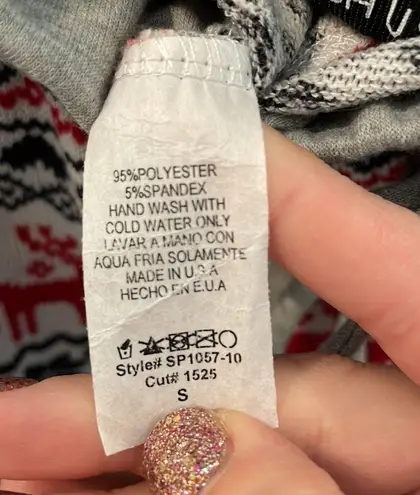 95%POLYESTER
5%SPANDEX
HAND WASH WITH
COLD WATER ONLY
LAVAR A MANO CON
AQUA FRIA SOLAMENTE
MADE IN U.S.A
HECHO EN E.U.A
Style# SP1057-10
Cut# 1525
S